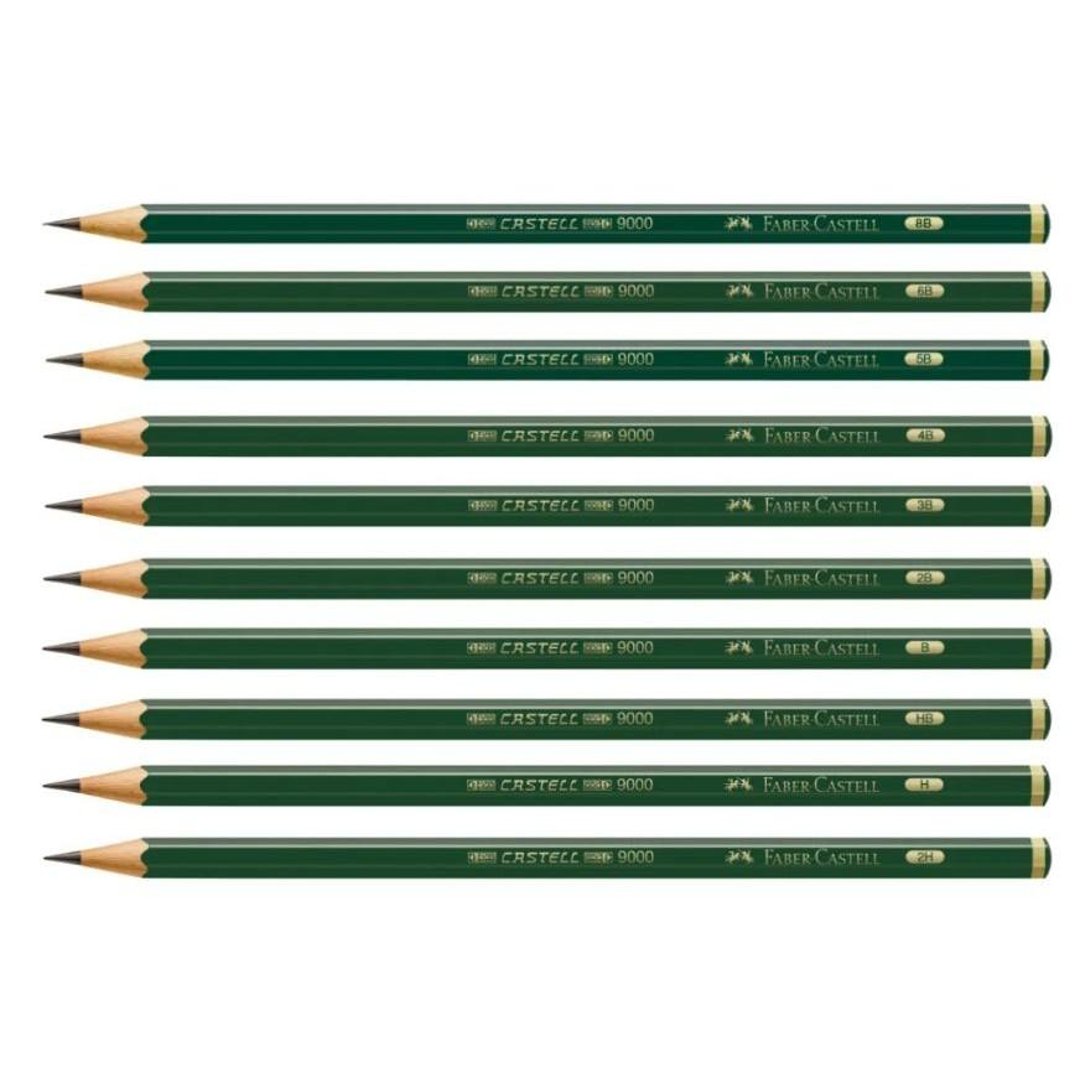 CASTELL 9000 FABER-CASTELL 8B
CASTELL 9000 FABER-CASTELL 6B
CASTELL 9000 FABER-CASTELL 5B
CASTELL 9000 FABER-CASTELL 4B
CASTELL 9000 FABER-CASTELL 3B
CASTELL 9000 FABER-CASTELL 2B
CASTELL 9000 FABER-CASTELL B
CASTELL 9000 FABER-CASTELL HB
CASTELL 9000 FABER-CASTELL H
CASTELL 9000 FABER-CASTELL 2H